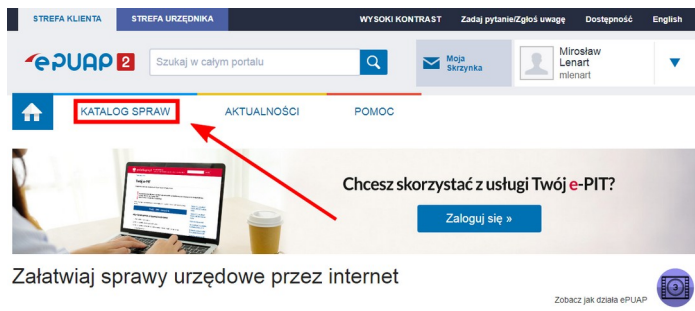 STREFA KLIENTA STREFA URZĘDNIKA WYSOKI KONTRAST Zadaj pytanie/Zgłoś uwagę Dostępność English
ePUAP 2 Szukaj w całym portalu Moja Skrzynka Mirosław Lenart mlenart
KATALOG SPRAW AKTUALNOŚCI POMOC
Chcesz skorzystać z usługi Twój e-PIT?
Zaloguj się »
Załatwiaj sprawy urzędowe przez internet
Zobacz jak działa ePUAP 3